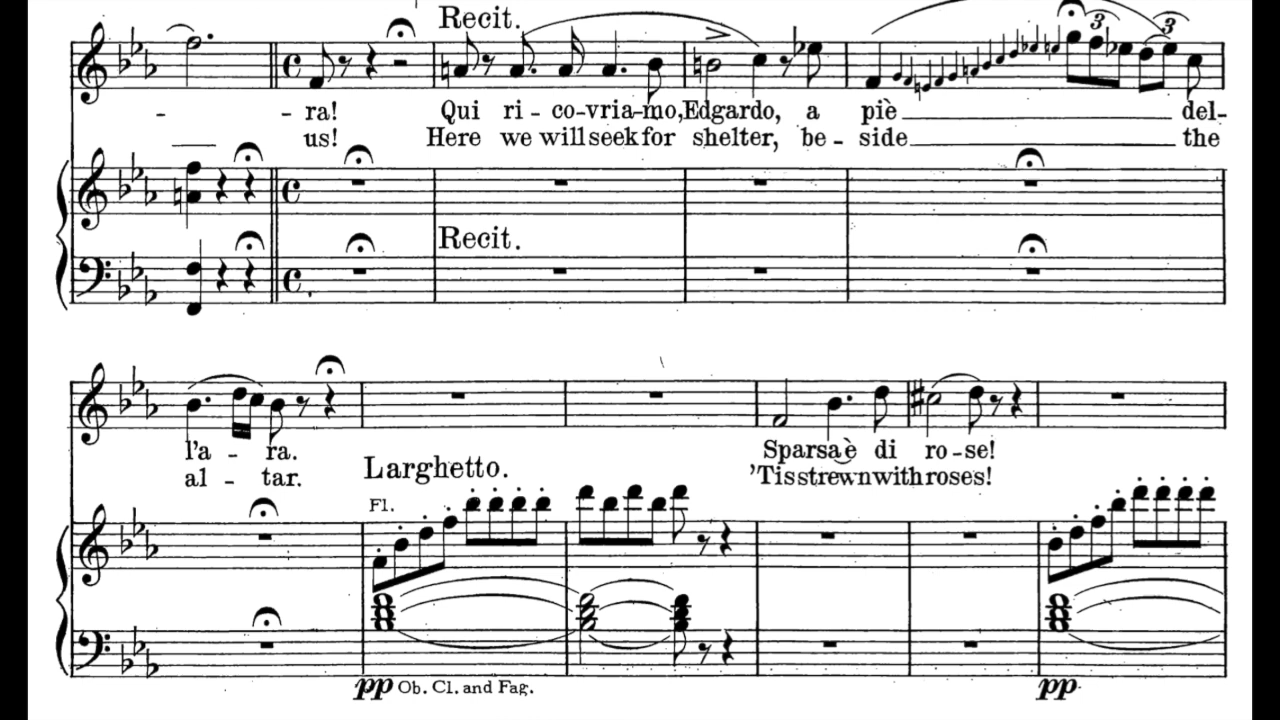 Recit.
- - ra! Qui ri - co-vria-mo, Edgardo, a piè del-
us! Here we will seek for shelter, be - side the
3 3
Recit.
l'a - ra. Sparsa è di ro - se!
al - tar. Larghetto. 'Tis strewn with roses!
Fl.
pp Ob. Cl. and Fag. pp